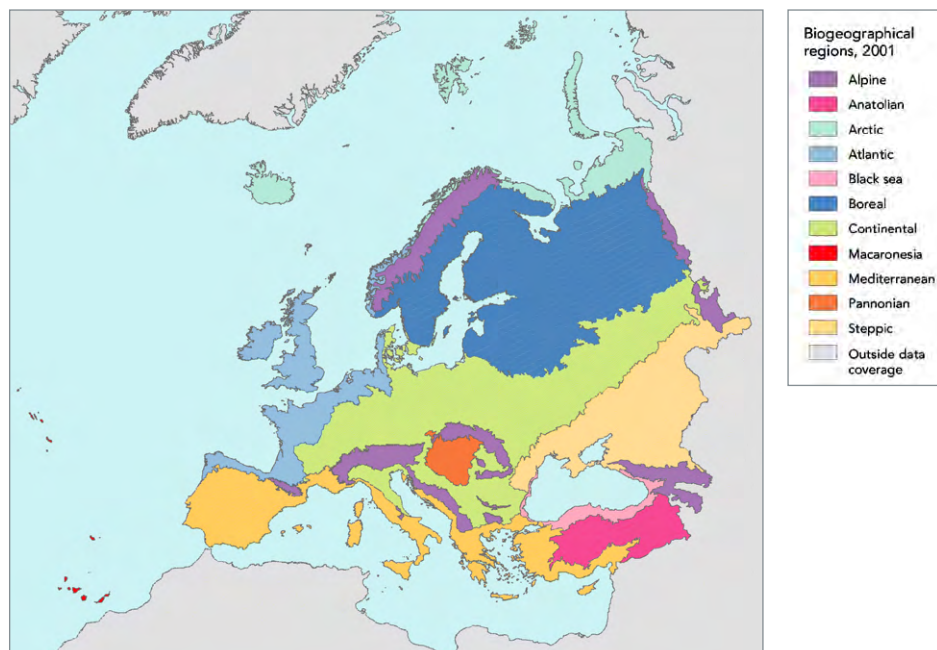 Biogeographical
regions, 2001
Alpine
Anatolian
Arctic
Atlantic
Black sea
Boreal
Continental
Macaronesia
Mediterranean
Pannonian
Steppic
Outside data
coverage